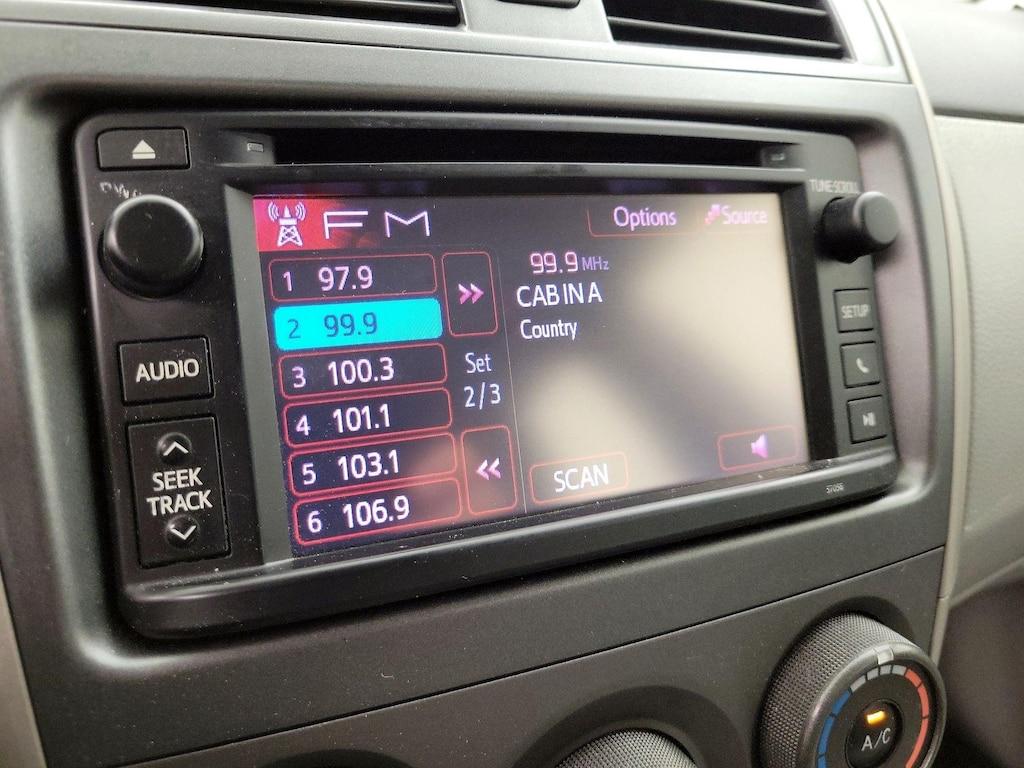 TUNE·SCROLL
FM
Options
Source
1 97.9
2 99.9
3 100.3
4 101.1
5 103.1
6 106.9
Set
2/3
99.9 MHz
CAB IN A
Country
SCAN
AUDIO
SEEK
TRACK
SETUP
57056
A/C